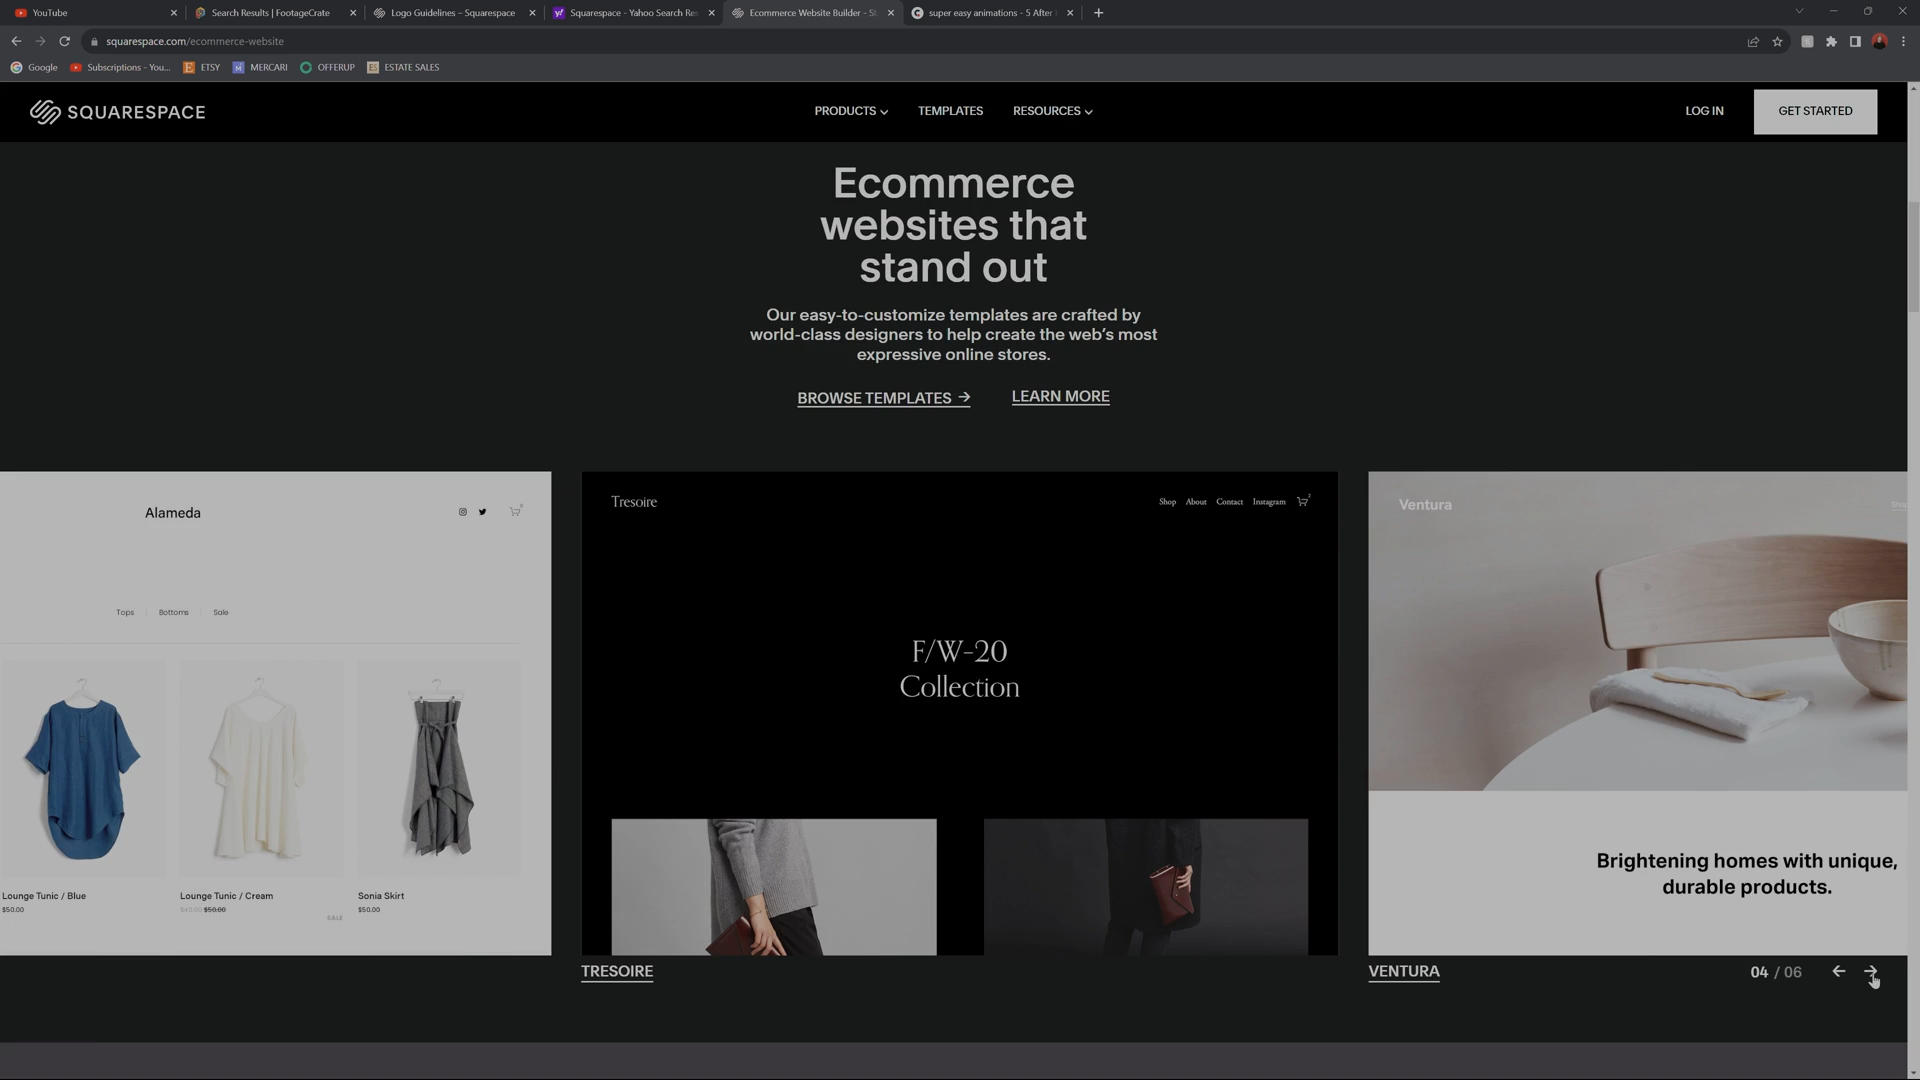 YouTube
Search Results | FootageCrate
Logo Guidelines – Squarespace
Squarespace - Yahoo Search Re
Ecommerce Website Builder - S
super easy animations - 5 After
squarespace.com/ecommerce-website
Google
Subscriptions - You...
ETSY
MERCARI
OFFERUP
ESTATE SALES
SQUARESPACE
PRODUCTS
TEMPLATES
RESOURCES
LOG IN
GET STARTED
Ecommerce
websites that
stand out
Our easy-to-customize templates are crafted by
world-class designers to help create the web's most
expressive online stores.
BROWSE TEMPLATES →
LEARN MORE
Alameda
Tops
Bottoms
Sale
Lounge Tunic / Blue
$50.00
Lounge Tunic / Cream
$40.00 $50.00
SALE
Sonia Skirt
$50.00
Tresoire
Shop
About
Contact
Instagram
2
F/W-20
Collection
Ventura
Brightening homes with unique,
durable products.
TRESOIRE
VENTURA
04 / 06